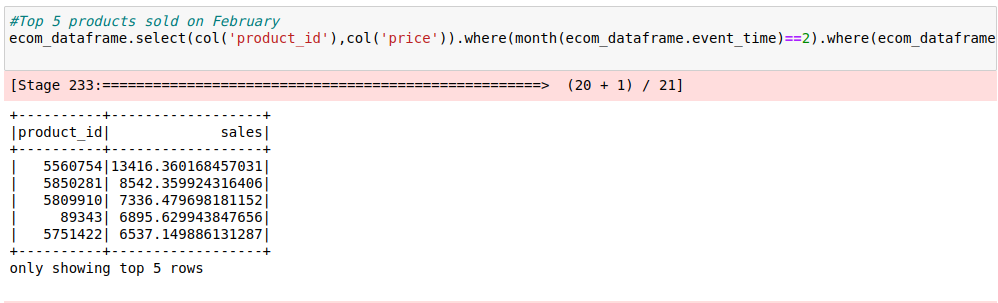 #Top 5 products sold on February
ecom_dataframe.select(col('product_id'),col('price')).where(month(ecom_dataframe.event_time)==2).where(ecom_dataframe
[Stage 233:====================================================>  (20 + 1) / 21]
+----------+------------------+
|product_id|             sales|
+----------+------------------+
|   5560754|13416.360168457031|
|   5850281| 8542.359924316406|
|   5809910| 7336.479698181152|
|     89343| 6895.629943847656|
|   5751422| 6537.149886131287|
+----------+------------------+
only showing top 5 rows